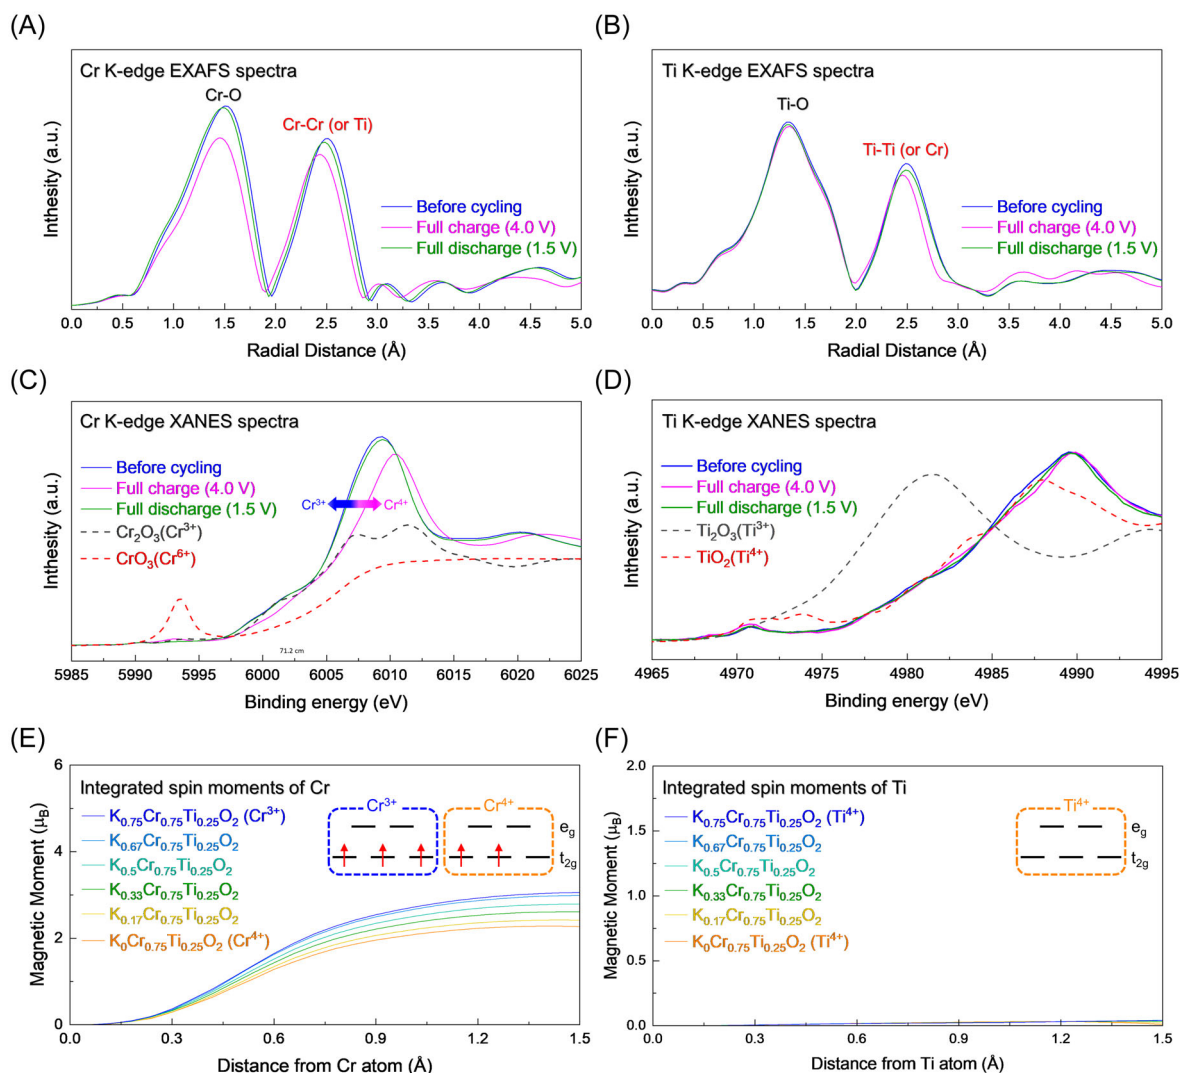 (A)
Cr K-edge EXAFS spectra
Cr-O
Cr-Cr (or Ti)
Before cycling
Full charge (4.0 V)
Full discharge (1.5 V)
Inthesity (a.u.)
0.0 0.5 1.0 1.5 2.0 2.5 3.0 3.5 4.0 4.5 5.0
Radial Distance (Å)
(B)
Ti K-edge EXAFS spectra
Ti-O
Ti-Ti (or Cr)
Before cycling
Full charge (4.0 V)
Full discharge (1.5 V)
Inthesity (a.u.)
0.0 0.5 1.0 1.5 2.0 2.5 3.0 3.5 4.0 4.5 5.0
Radial Distance (Å)
(C)
Cr K-edge XANES spectra
Before cycling
Full charge (4.0 V)
Full discharge (1.5 V)
Cr₂O₃(Cr³⁺)
CrO₃(Cr⁶⁺)
Cr³⁺ Cr⁴⁺
71.2 cm
Inthesity (a.u.)
5985 5990 5995 6000 6005 6010 6015 6020 6025
Binding energy (eV)
(D)
Ti K-edge XANES spectra
Before cycling
Full charge (4.0 V)
Full discharge (1.5 V)
Ti₂O₃(Ti³⁺)
TiO₂(Ti⁴⁺)
Inthesity (a.u.)
4965 4970 4975 4980 4985 4990 4995
Binding energy (eV)
(E)
Integrated spin moments of Cr
K₀.₇₅Cr₀.₇₅Ti₀.₂₅O₂ (Cr³⁺)
K₀.₆₇Cr₀.₇₅Ti₀.₂₅O₂
K₀.₅Cr₀.₇₅Ti₀.₂₅O₂
K₀.₃₃Cr₀.₇₅Ti₀.₂₅O₂
K₀.₁₇Cr₀.₇₅Ti₀.₂₅O₂
K₀Cr₀.₇₅Ti₀.₂₅O₂ (Cr⁴⁺)
Cr³⁺ Cr⁴⁺
e_g
t₂g
Magnetic Moment (μ_B)
6
4
2
0
0.0 0.3 0.6 0.9 1.2 1.5
Distance from Cr atom (Å)
(F)
Integrated spin moments of Ti
K₀.₇₅Cr₀.₇₅Ti₀.₂₅O₂ (Ti⁴⁺)
K₀.₆₇Cr₀.₇₅Ti₀.₂₅O₂
K₀.₅Cr₀.₇₅Ti₀.₂₅O₂
K₀.₃₃Cr₀.₇₅Ti₀.₂₅O₂
K₀.₁₇Cr₀.₇₅Ti₀.₂₅O₂
K₀Cr₀.₇₅Ti₀.₂₅O₂ (Ti⁴⁺)
Ti⁴⁺
e_g
t₂g
Magnetic Moment (μ_B)
2.0
1.5
1.0
0.5
0.0
0.0 0.3 0.6 0.9 1.2 1.5
Distance from Ti atom (Å)